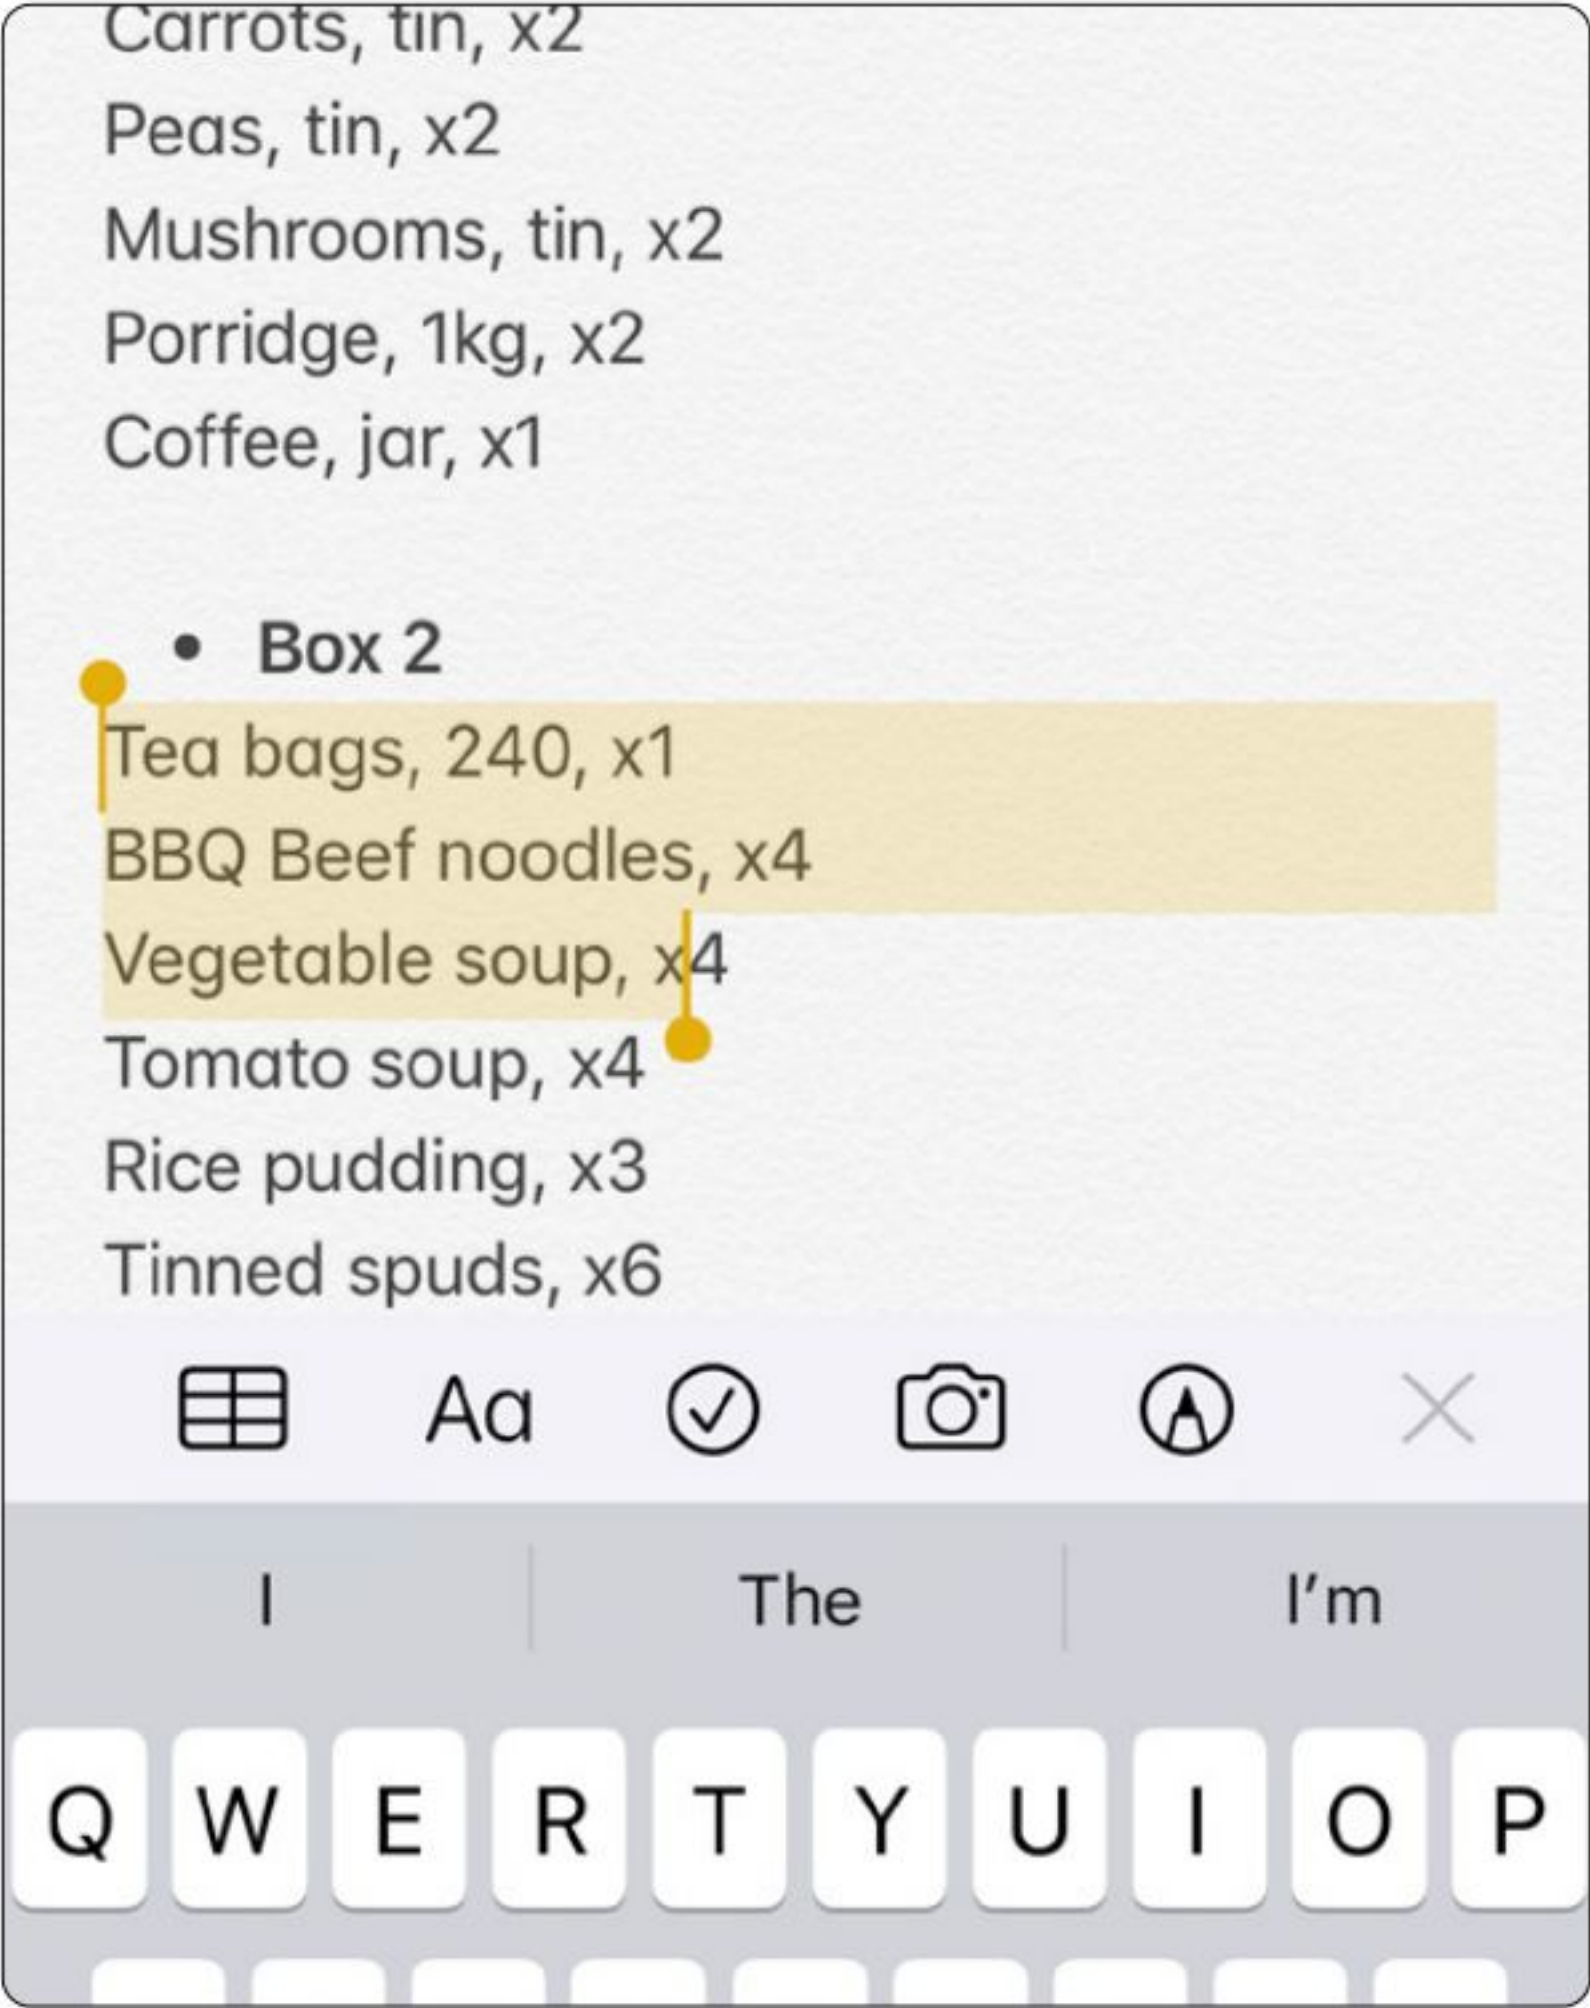 Carrots, tin, x2
Peas, tin, x2
Mushrooms, tin, x2
Porridge, 1kg, x2
Coffee, jar, x1
• Box 2
Tea bags, 240, x1
BBQ Beef noodles, x4
Vegetable soup, x4
Tomato soup, x4
Rice pudding, x3
Tinned spuds, x6
Aa
I The I'm
Q W E R T Y U I O P